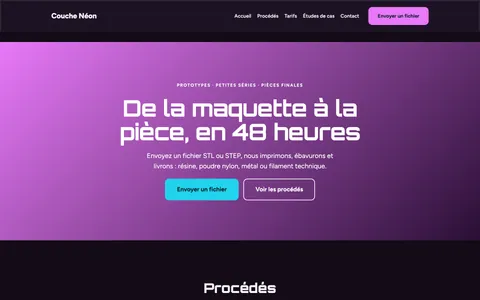 Couche Néon
Accueil Procédés Tarifs Études de cas Contact Envoyer un fichier
PROTOTYPES · PETITES SÉRIES · PIÈCES FINALES
De la maquette à la
pièce, en 48 heures
Envoyez un fichier STL ou STEP, nous imprimons, ébavurons et
livrons : résine, poudre nylon, métal ou filament technique.
Envoyer un fichier Voir les procédés
Procédés